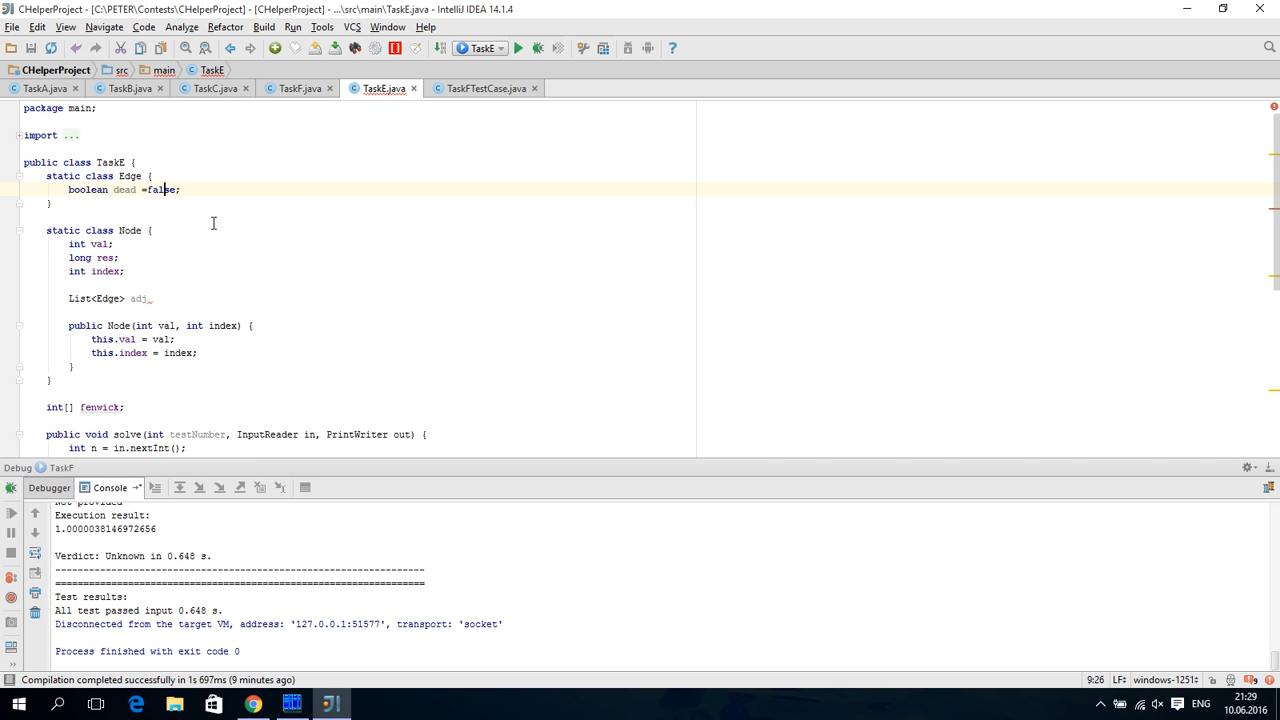 CHelperProject - [C:\PETER\Contests\CHelperProject] - [CHelperProject] - ...\src\main\TaskE.java - IntelliJ IDEA 14.1.4
File Edit View Navigate Code Analyze Refactor Build Run Tools VCS Window Help
TaskE
CHelperProject src main TaskE
TaskA.java TaskB.java TaskC.java TaskF.java TaskE.java TaskFTestCase.java
package main;
import ...
public class TaskE {
static class Edge {
boolean dead =false;
}
static class Node {
int val;
long res;
int index;
List<Edge> adj
public Node(int val, int index) {
this.val = val;
this.index = index;
}
}
int[] fenwick;
public void solve(int testNumber, InputReader in, PrintWriter out) {
int n = in.nextInt();
Debug TaskF
Debugger Console
Not provided
Execution result:
1.0000038146972656
Verdict: Unknown in 0.648 s.
------------------------------------------------------------------
==================================================================
Test results:
All test passed input 0.648 s.
Disconnected from the target VM, address: '127.0.0.1:51577', transport: 'socket'
Process finished with exit code 0
Compilation completed successfully in 1s 697ms (9 minutes ago) 9:26 LF÷ windows-1251÷
ENG 21:29
10.06.2016